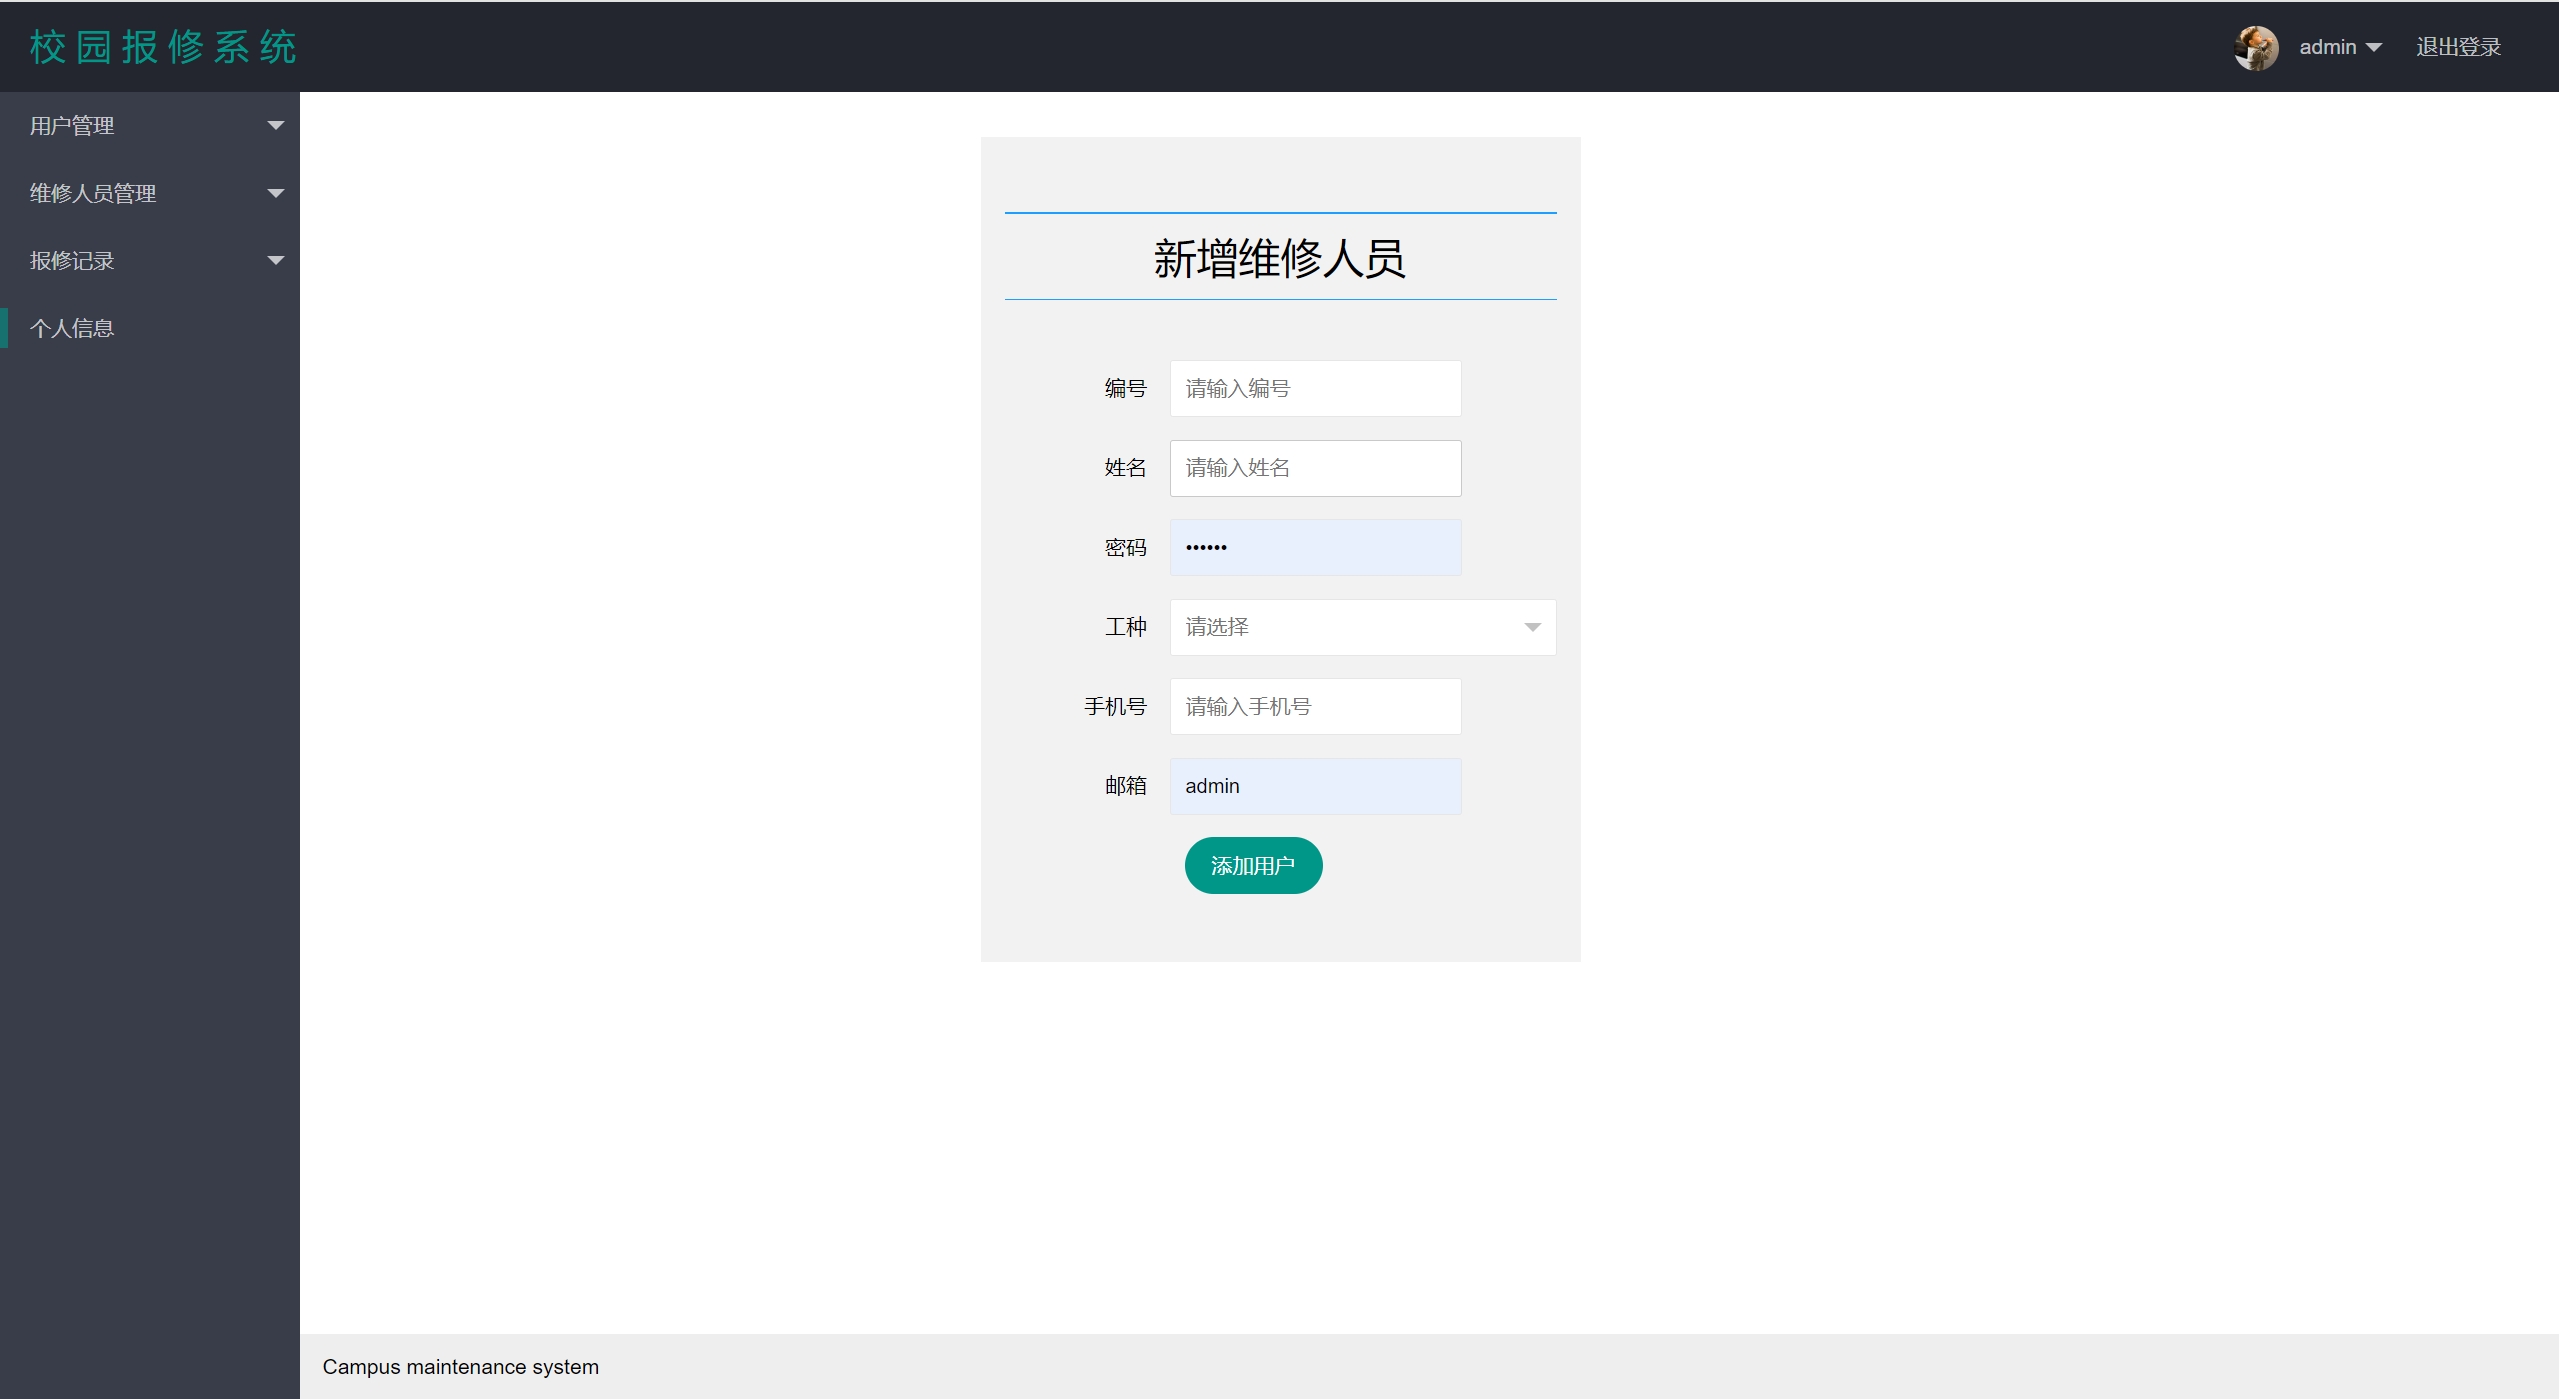 校园报修系统
admin
退出登录
用户管理
维修人员管理
报修记录
个人信息
新增维修人员
编号 请输入编号
姓名 请输入姓名
密码 ••••••
工种 请选择
手机号 请输入手机号
邮箱 admin
添加用户
Campus maintenance system